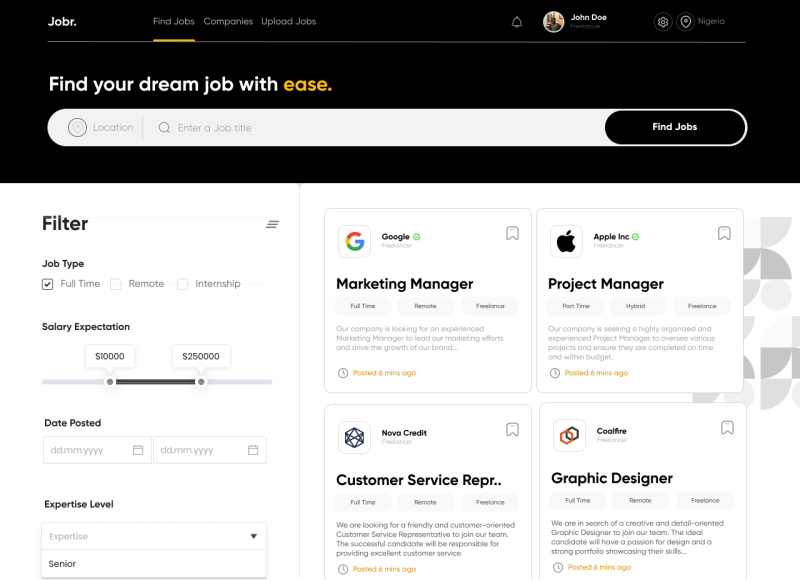 Jobr.
Find Jobs
Companies
Upload Jobs
John Doe
Freelancer
Nigeria
Find your dream job with ease.
Location
Enter a Job title
Find Jobs
Filter
Job Type
Full Time
Remote
Internship
Salary Expectation
$10000
$250000
Date Posted
dd.mm.yyyy
dd.mm.yyyy
Expertise Level
Expertise
Senior
Google
Freelancer
Marketing Manager
Full Time
Remote
Freelance
Our company is looking for an experienced
Marketing Manager to lead our marketing efforts
and drive the growth of our brand...
Posted 6 mins ago
Apple Inc
Freelancer
Project Manager
Part Time
Hybrid
Freelance
Our company is seeking a highly organized and
experienced Project Manager to oversee various
projects and ensure they are completed on time
and within budget.
Posted 6 mins ago
Nova Credit
Freelancer
Customer Service Repr..
Full Time
Remote
Freelance
We are looking for a friendly and customer-oriented
Customer Service Representative to join our team.
The successful candidate will be responsible for
providing excellent customer service
Posted 6 mins ago
Coalfire
Freelancer
Graphic Designer
Full Time
Remote
Freelance
We are in search of a creative and detail-oriented
Graphic Designer to join our team. The ideal
candidate will have a passion for design and a
strong portfolio showcasing their skills...
Posted 6 mins ago